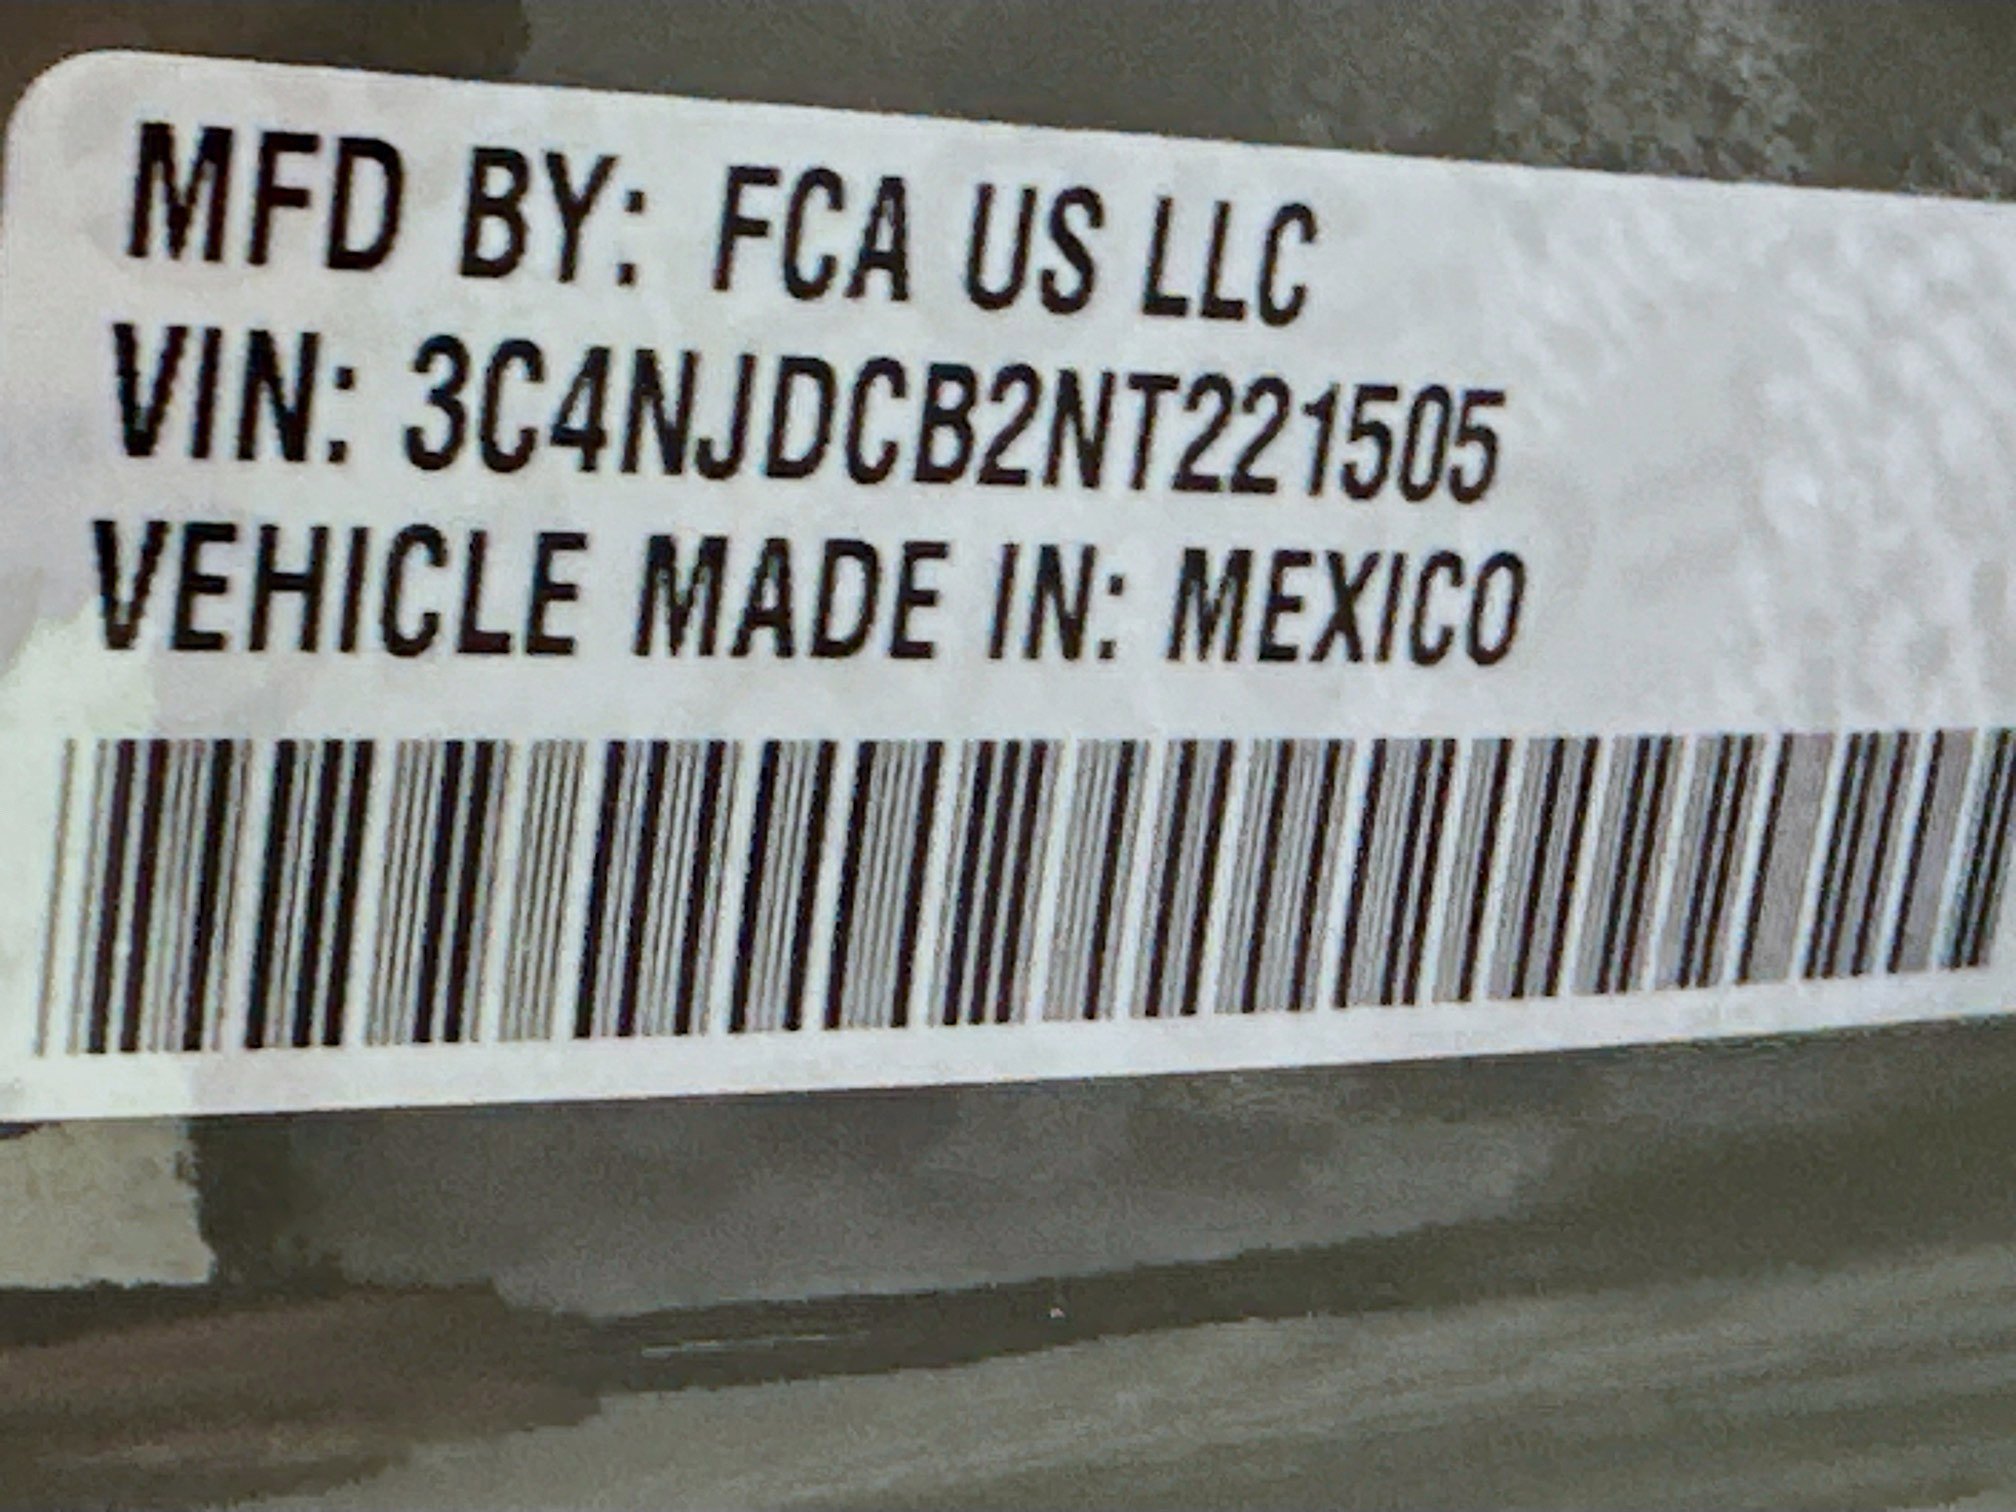 MFD BY: FCA US LLC
VIN: 3C4NJDCB2NT221505
VEHICLE MADE IN: MEXICO